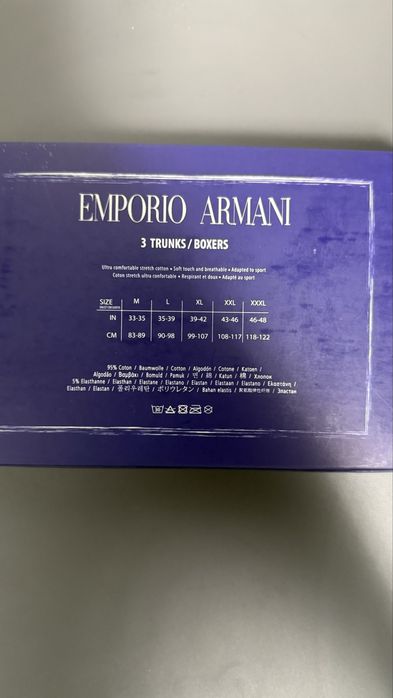 EMPORIO ARMANI
3 TRUNKS/BOXERS
Ultra comfortable stretch cotton • Soft touch and breathable • Adapted to sport
Coton stretch ultra confortable • Respirant et doux • Adapté au sport
SIZE M L XL XXL XXXL
IN 33-35 35-39 39-42 43-46 46-48
CM 83-89 90-98 99-107 108-117 118-122
95% Coton / Baumwolle / Cotton / Algodón / Cotone / Katoen /
Algodão / Βαμβάκι / Bomuld / Pamuk / 면 / 綿 / Katun / 棉 / Хлопок
5% Elasthanne / Elasthan / Elastane / Elastano / Elastan / Elastaan / Elastano / Ελαστάνη /
Elasthan / Elastan / 폴리우레탄 / ポリウレタン / Bahan elastis / 聚氨酯弹性纤维 / Эластан